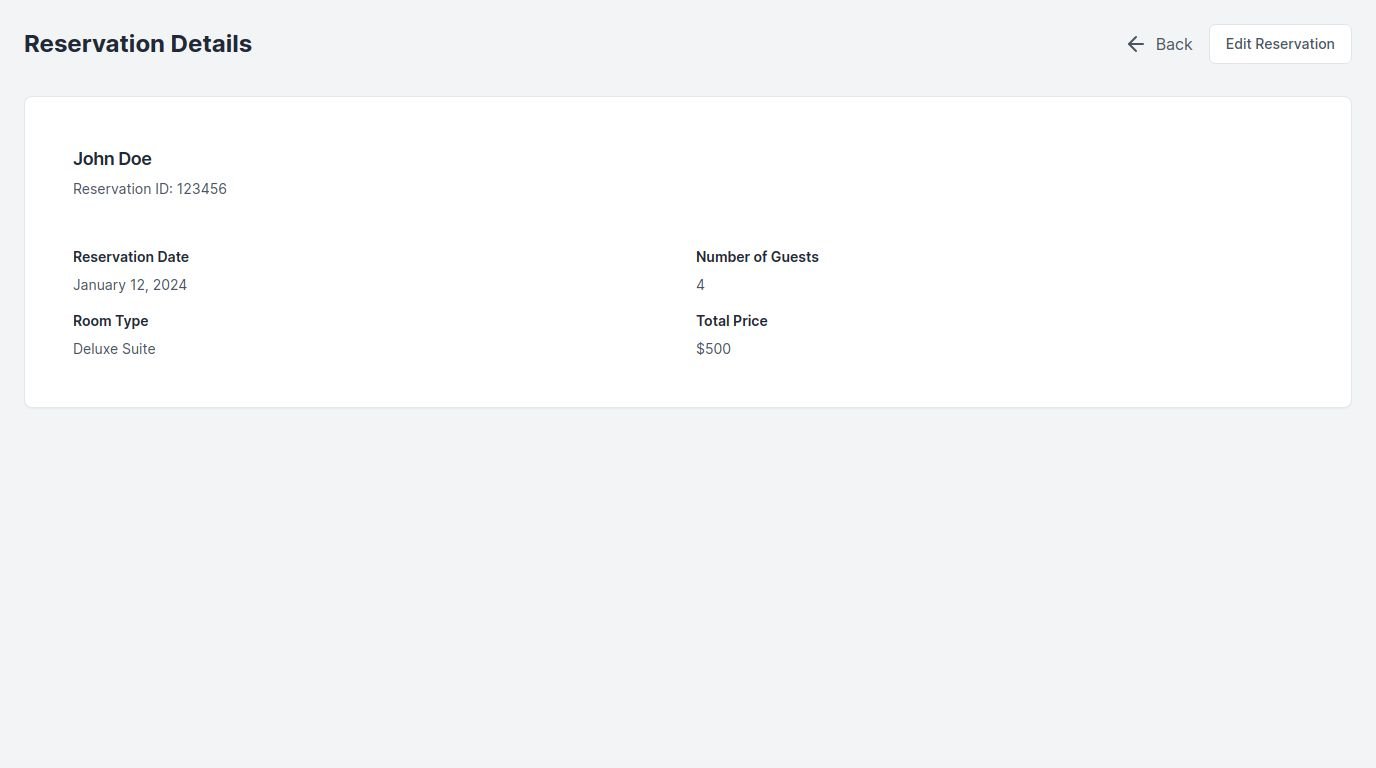 Reservation Details
Back
Edit Reservation
John Doe
Reservation ID: 123456
Reservation Date
January 12, 2024
Number of Guests
4
Room Type
Deluxe Suite
Total Price
$500